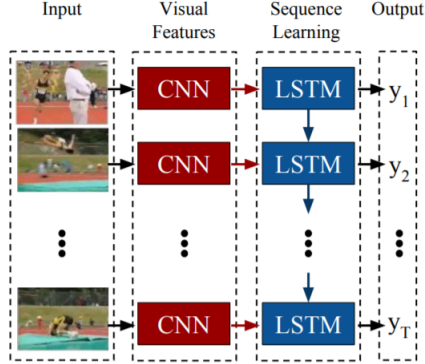 Input
Visual Features
Sequence Learning
Output
CNN
LSTM
y1
CNN
LSTM
y2
CNN
LSTM
yT